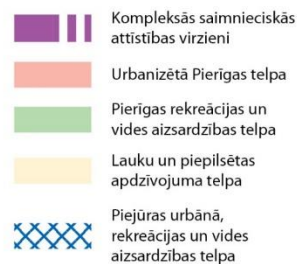 Kompleksās saimnieciskās
attīstības virzieni
Urbanizētā Pierīgas telpa
Pierīgas rekreācijas un
vides aizsardzības telpa
Lauku un piepilsētas
apdzīvojuma telpa
Piejūras urbānā,
rekreācijas un vides
aizsardzības telpa